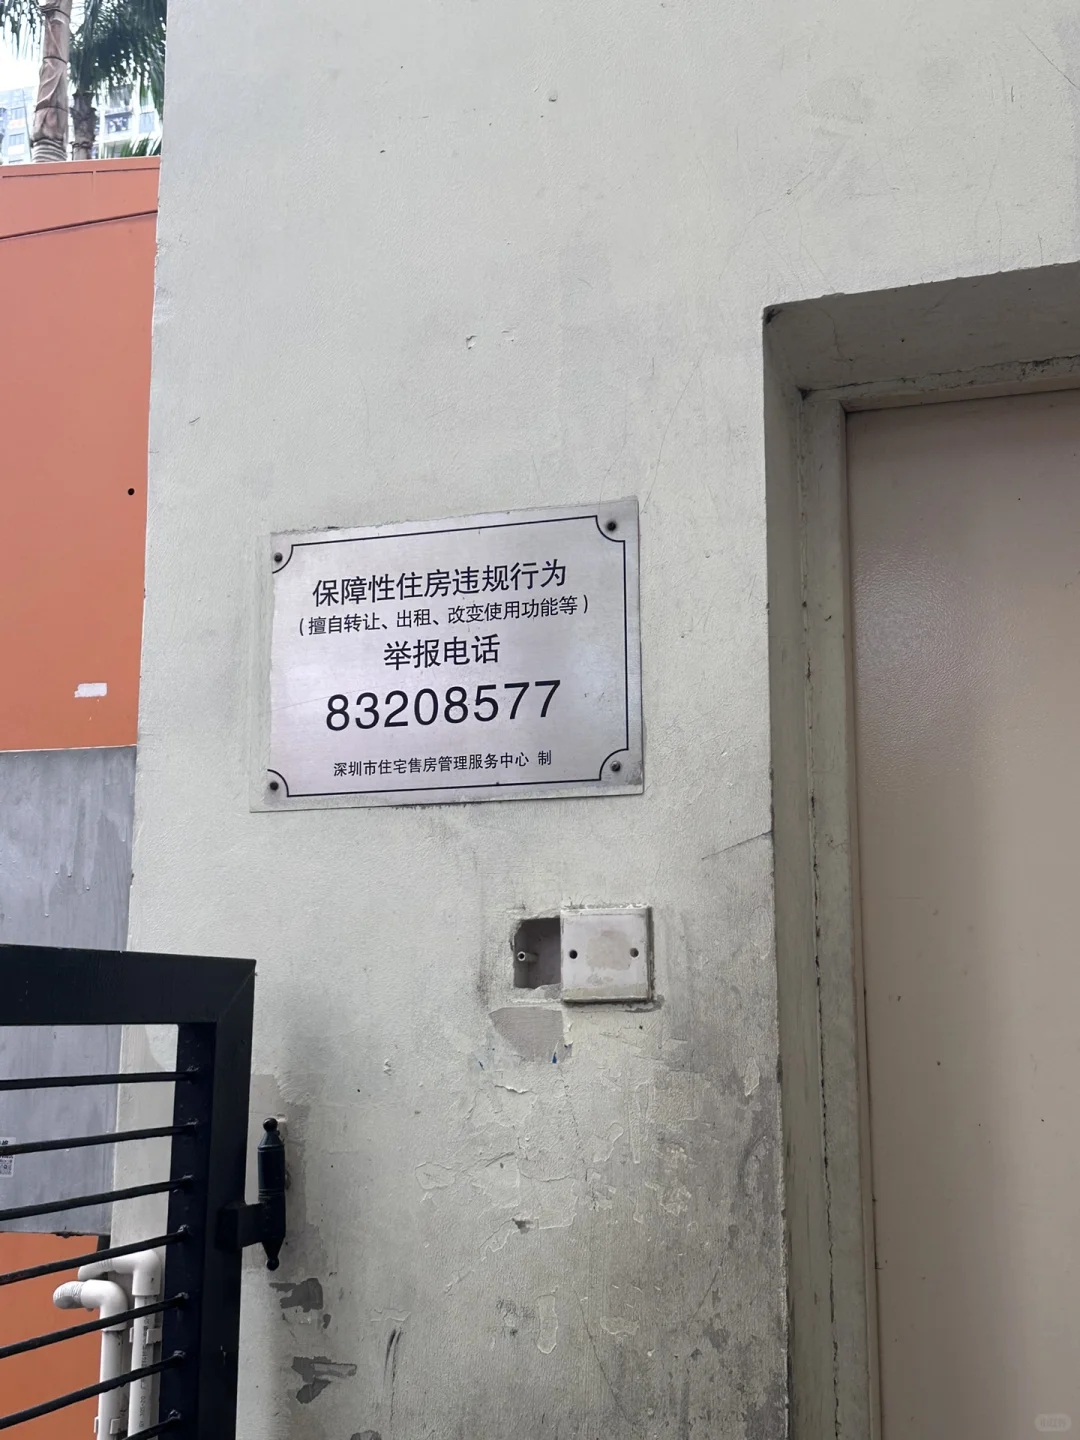 保障性住房违规行为
（擅自转让、出租、改变使用功能等）
举报电话
83208577
深圳市住宅售房管理服务中心 制